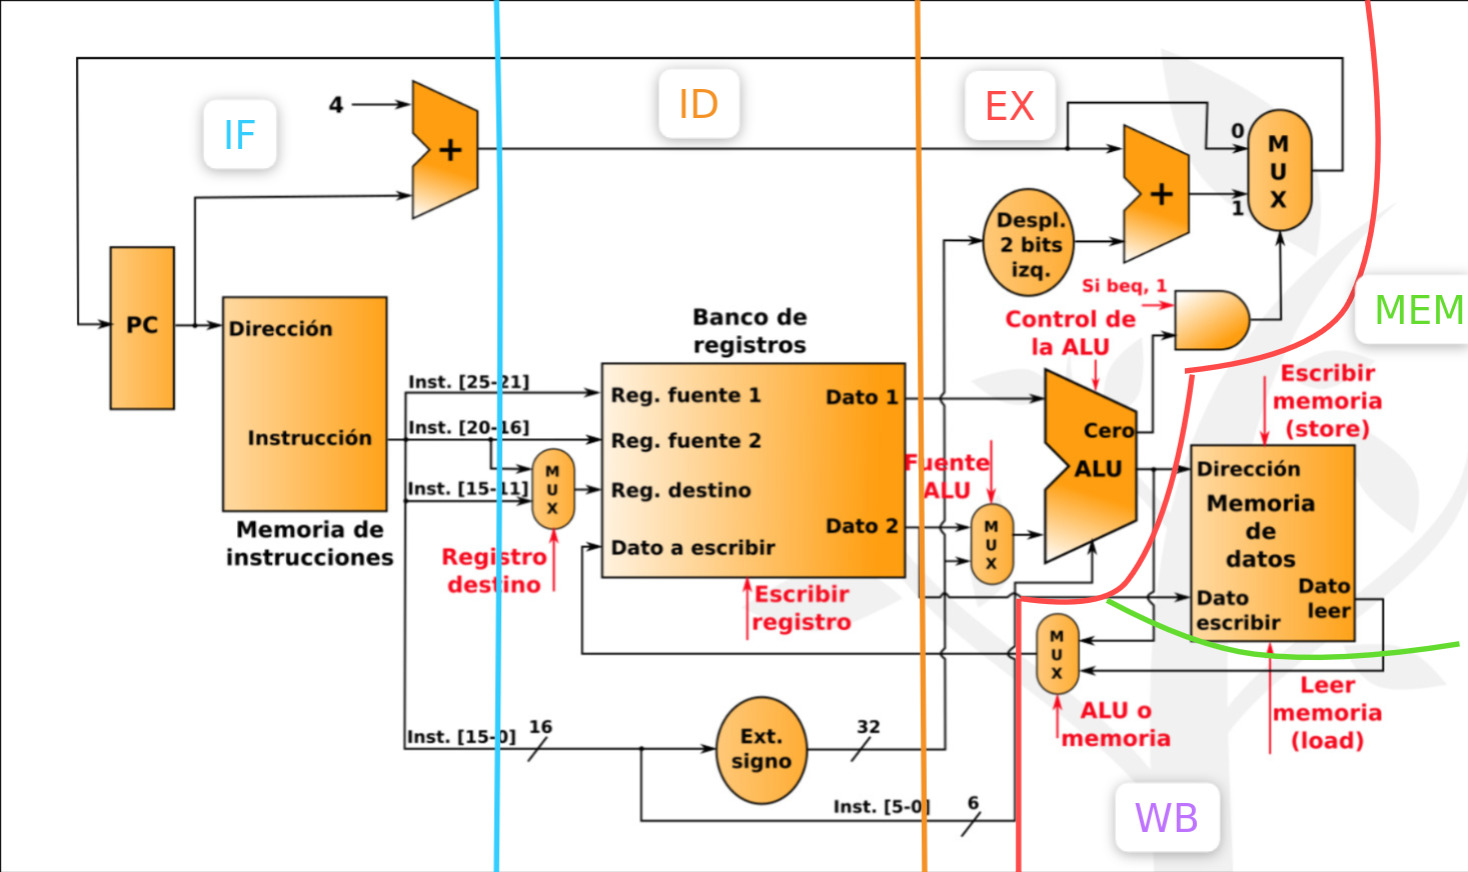 IF
ID
EX
MEM
WB
4
+
PC
Dirección
Instrucción
Memoria de
instrucciones
Inst. [25-21]
Inst. [20-16]
Inst. [15-11]
Inst. [15-0]
16
M
U
X
Registro
destino
Banco de
registros
Reg. fuente 1
Reg. fuente 2
Reg. destino
Dato a escribir
Dato 1
Dato 2
Escribir
registro
Ext.
signo
32
Inst. [5-0]
6
Despl.
2 bits
izq.
+
0
1
M
U
X
Si beq, 1
Control de
la ALU
Cero
ALU
Fuente
ALU
M
U
X
Escribir
memoria
(store)
Dirección
Memoria
de
datos
Dato
escribir
Dato
leer
M
U
X
ALU o
memoria
Leer
memoria
(load)